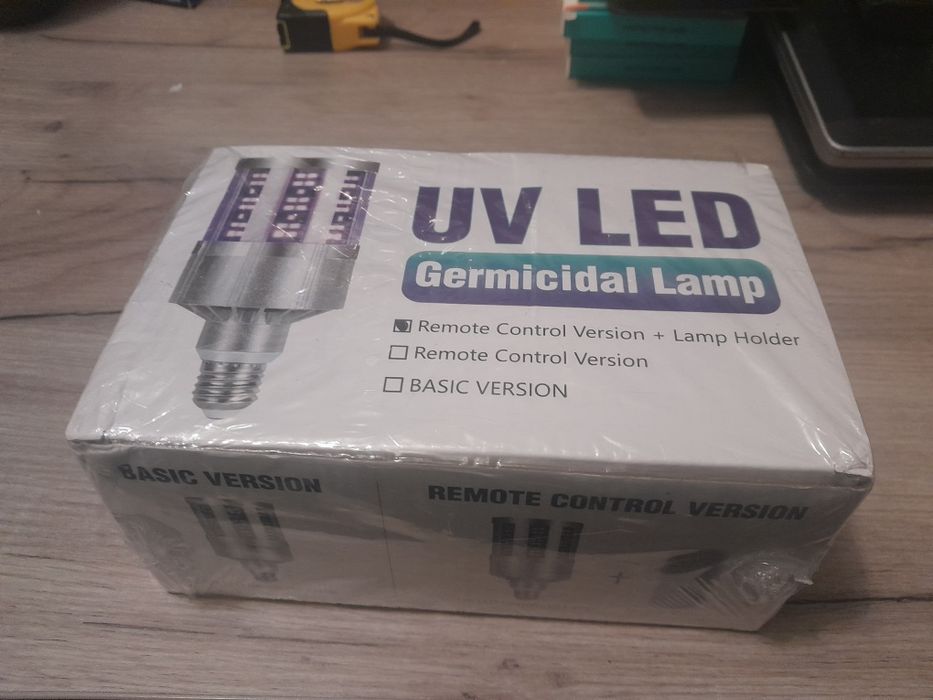 UV LED
Germicidal Lamp
Remote Control Version + Lamp Holder
Remote Control Version
BASIC VERSION
BASIC VERSION
REMOTE CONTROL VERSION
+